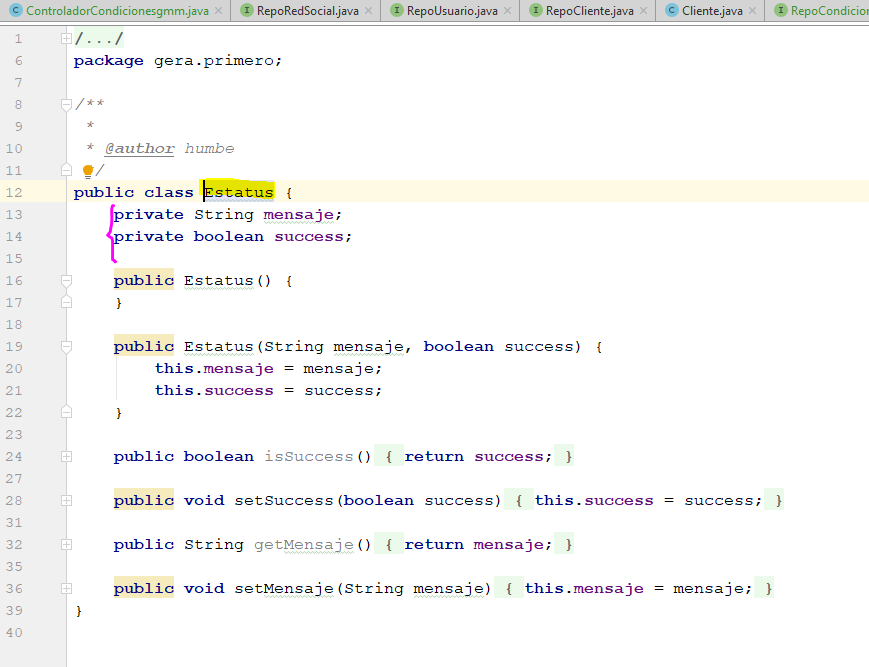 ControladorCondicionesgmm.java × RepoRedSocial.java × RepoUsuario.java × RepoCliente.java × Cliente.java × RepoCondicion
1 /.../
6 package gera.primero;
7
8 /**
9 *
10 * @author humbe
11 */
12 public class Estatus {
13 private String mensaje;
14 private boolean success;
15
16 public Estatus() {
17 }
18
19 public Estatus(String mensaje, boolean success) {
20 this.mensaje = mensaje;
21 this.success = success;
22 }
23
24 public boolean isSuccess() { return success; }
27
28 public void setSuccess(boolean success) { this.success = success; }
31
32 public String getMensaje() { return mensaje; }
35
36 public void setMensaje(String mensaje) { this.mensaje = mensaje; }
39 }
40